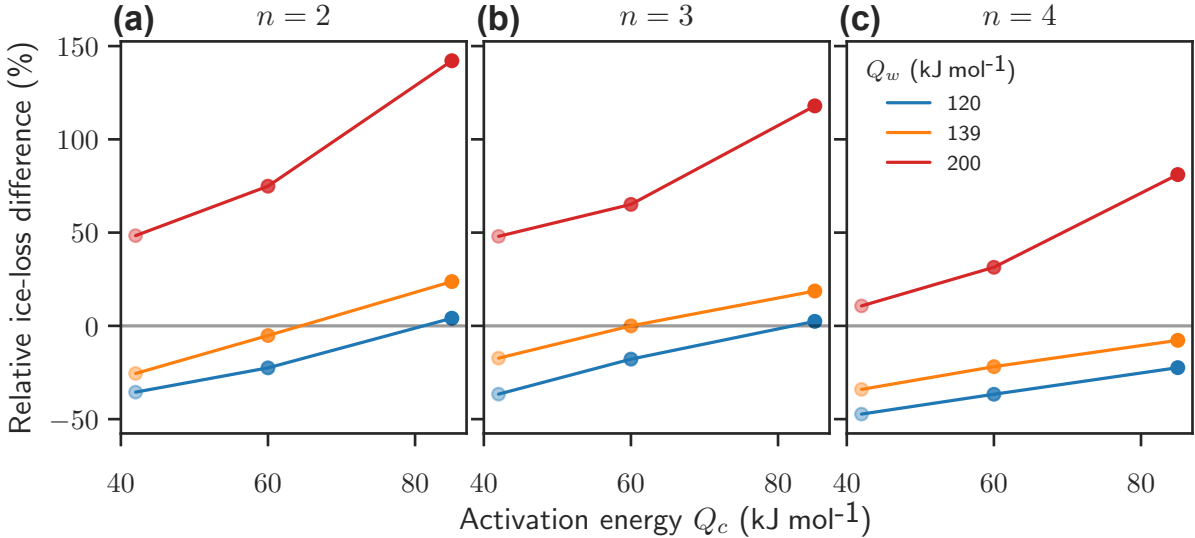 (a) n = 2
(b) n = 3
(c) n = 4
Relative ice-loss difference (%)
150
100
50
0
−50
Q_w (kJ mol⁻¹)
120
139
200
40 60 80
40 60 80
40 60 80
Activation energy Q_c (kJ mol⁻¹)